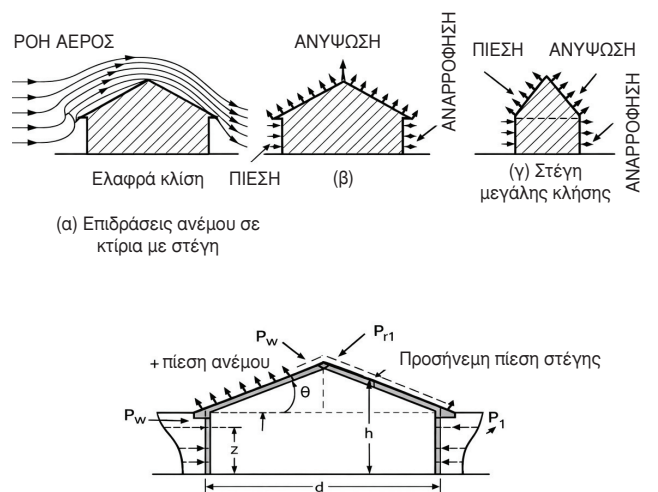 ΡΟΗ ΑΕΡΟΣ
ΑΝΥΨΩΣΗ
ΑΝΑΡΡΟΦΗΣΗ
ΠΙΕΣΗ
ΑΝΥΨΩΣΗ
ΑΝΑΡΡΟΦΗΣΗ
Ελαφρά κλίση
ΠΙΕΣΗ
(β)
(γ) Στέγη
μεγάλης κλήσης
(α) Επιδράσεις ανέμου σε
κτίρια με στέγη
Pw
Pr1
+ πίεση ανέμου
Προσήνεμη πίεση στέγης
θ
Pw
P1
h
z
d